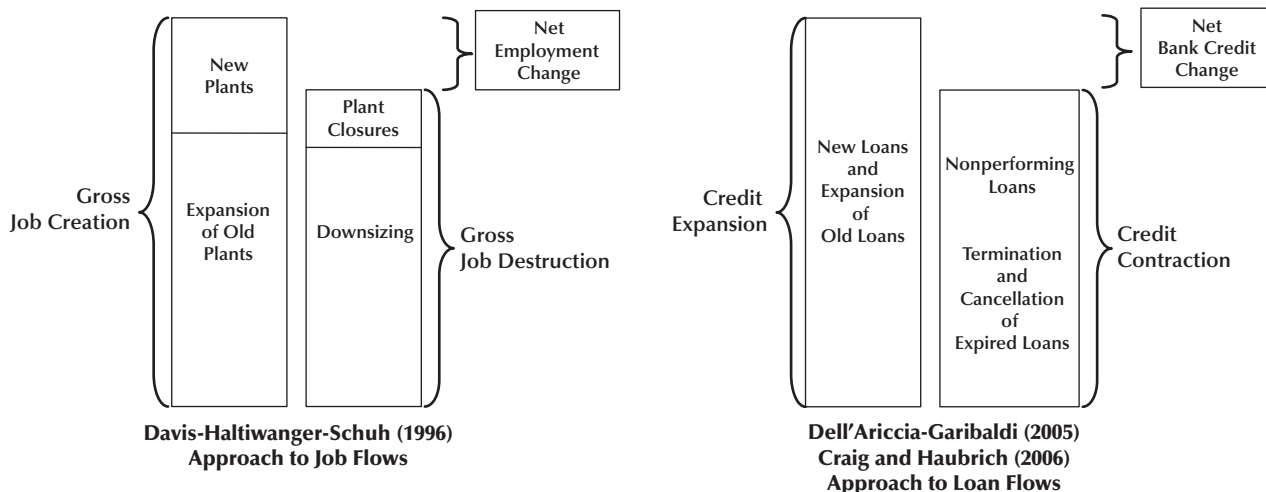 New
Plants
Expansion
of Old
Plants
Gross
Job Creation
Plant
Closures
Downsizing
Gross
Job Destruction
Net
Employment
Change
Davis-Haltiwanger-Schuh (1996)
Approach to Job Flows
Credit
Expansion
New Loans
and
Expansion
of
Old Loans
Nonperforming
Loans
Termination
and
Cancellation
of
Expired Loans
Credit
Contraction
Net
Bank Credit
Change
Dell’Ariccia-Garibaldi (2005)
Craig and Haubrich (2006)
Approach to Loan Flows